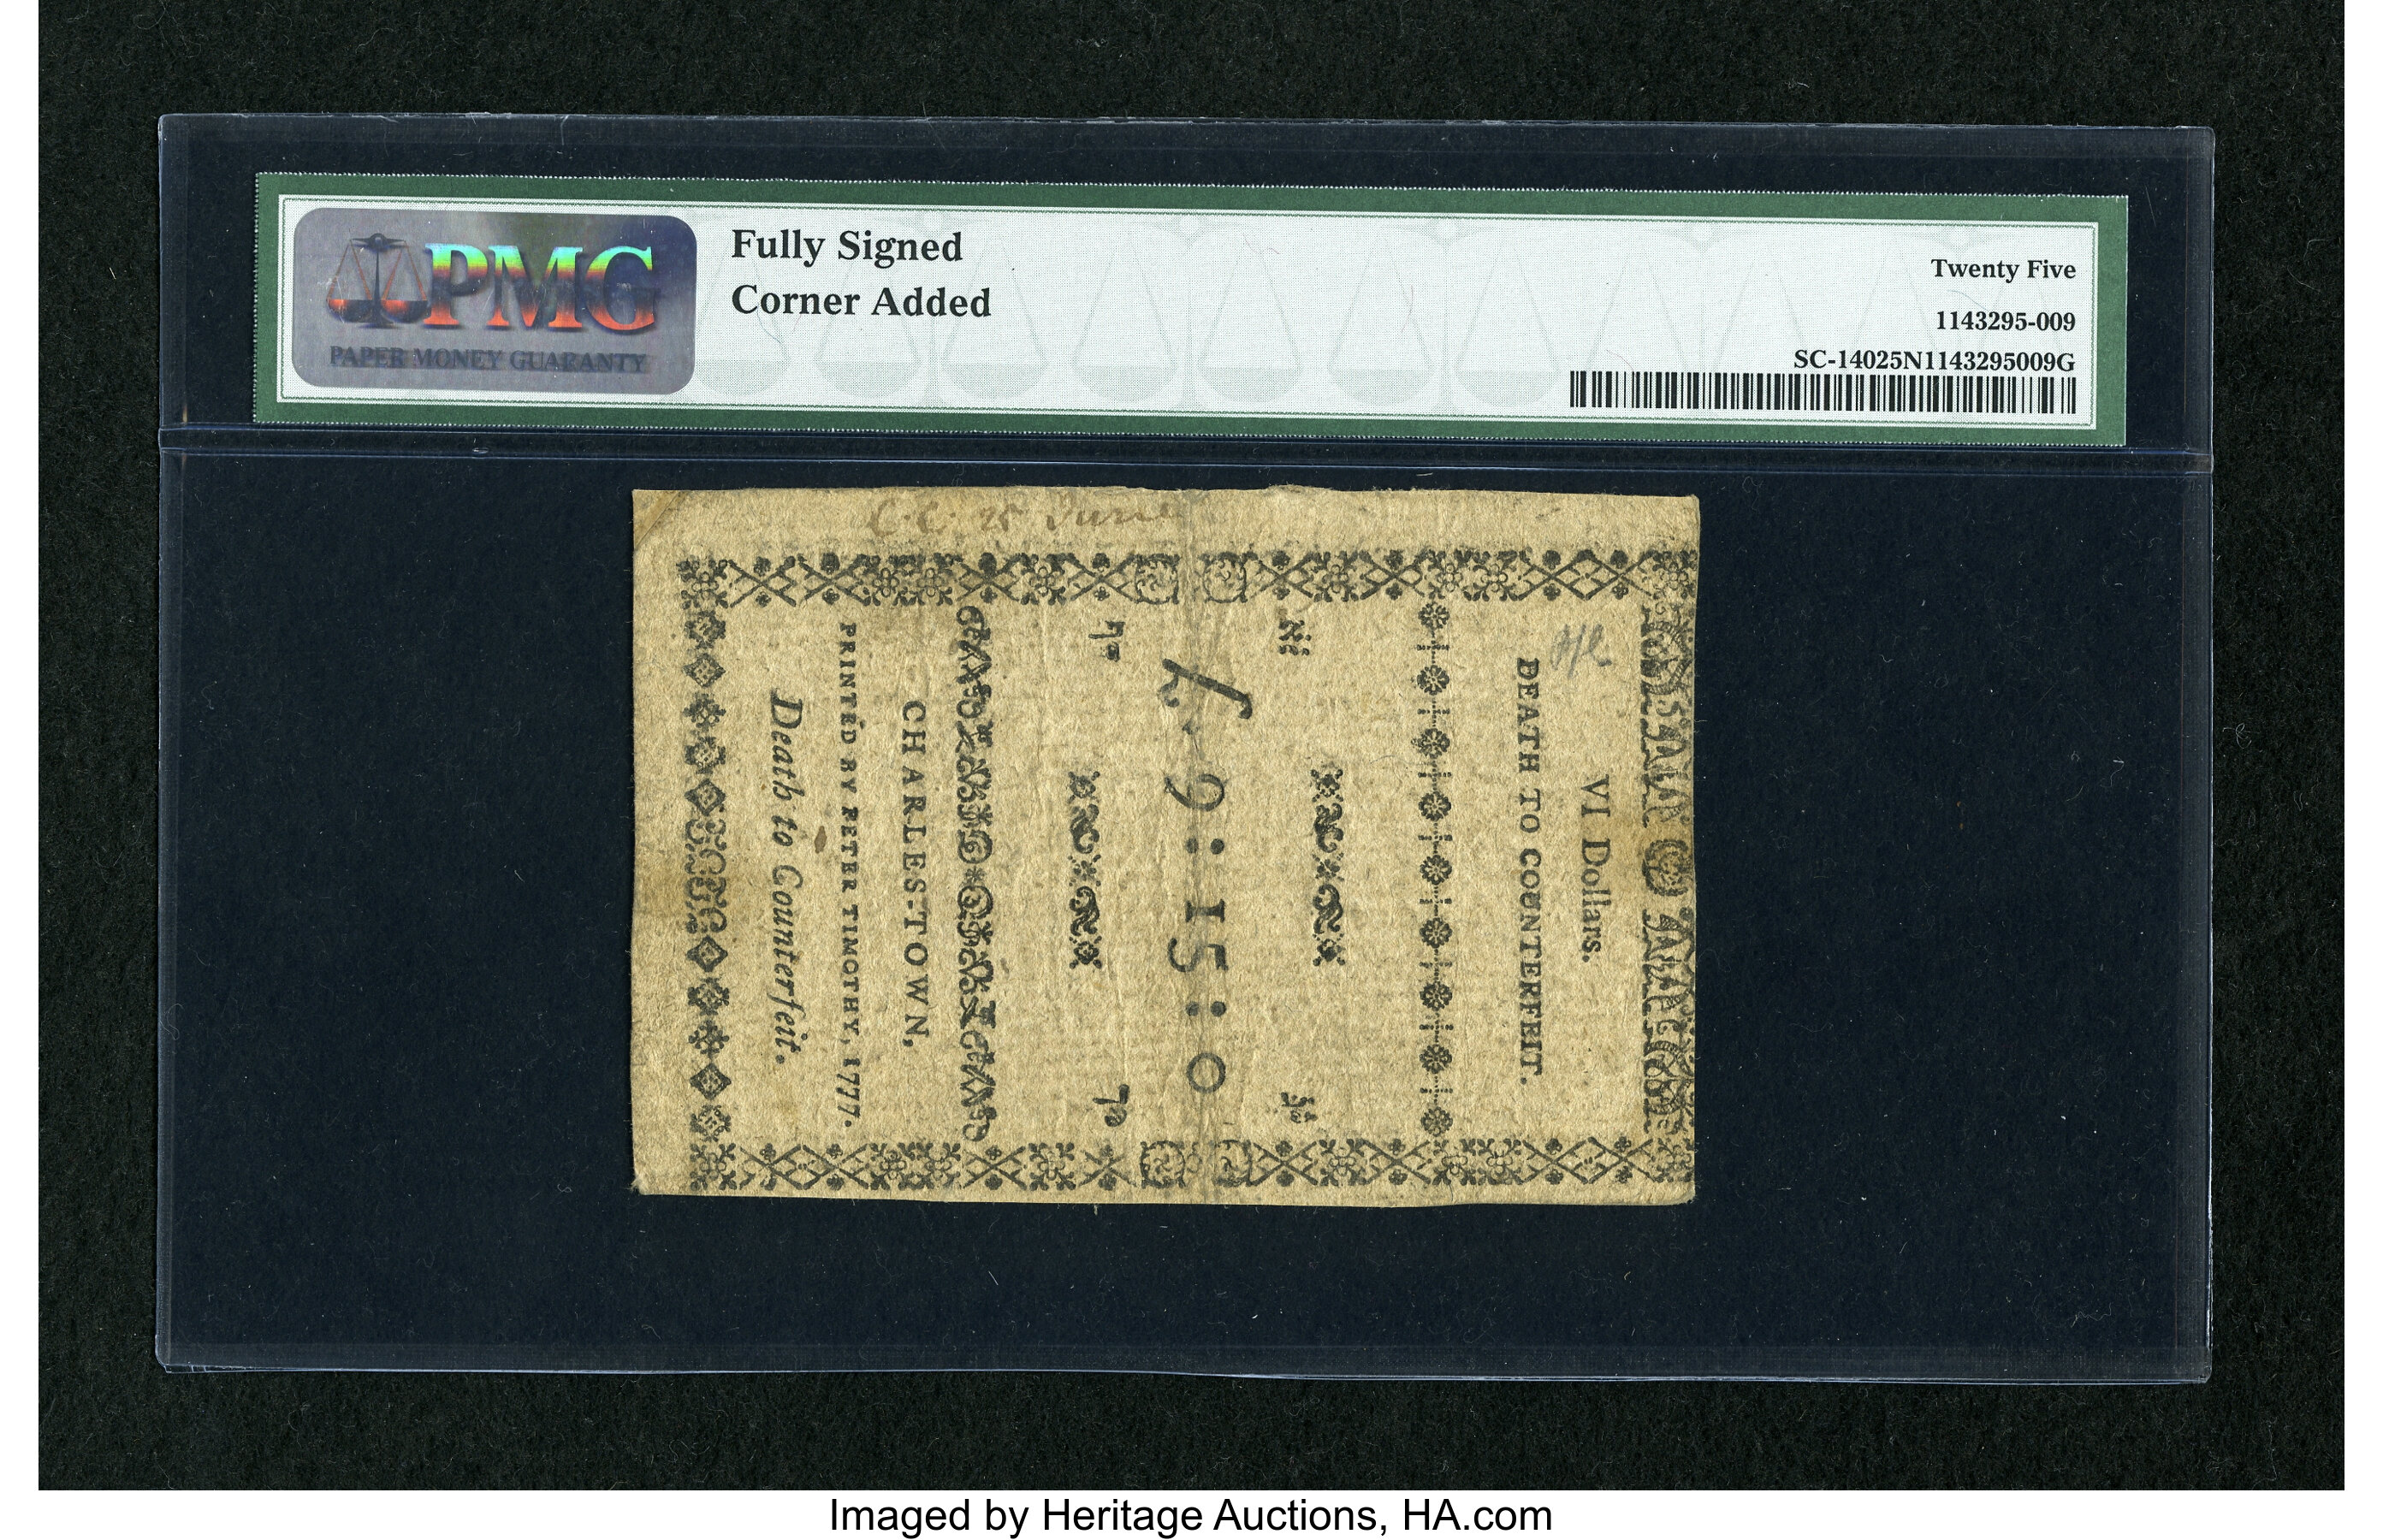 PMG
PAPER MONEY GUARANTY
Fully Signed
Corner Added
Twenty Five
1143295-009
SC-14025N1143295009G
C.C.
VI Dollars.
DEATH TO COUNTERFEIT.
L. 9 : 15 : 0
CHARLES-TOWN,
PRINTED BY PETER TIMOTHY, 1777.
Death to Counterfeit.
Imaged by Heritage Auctions, HA.com